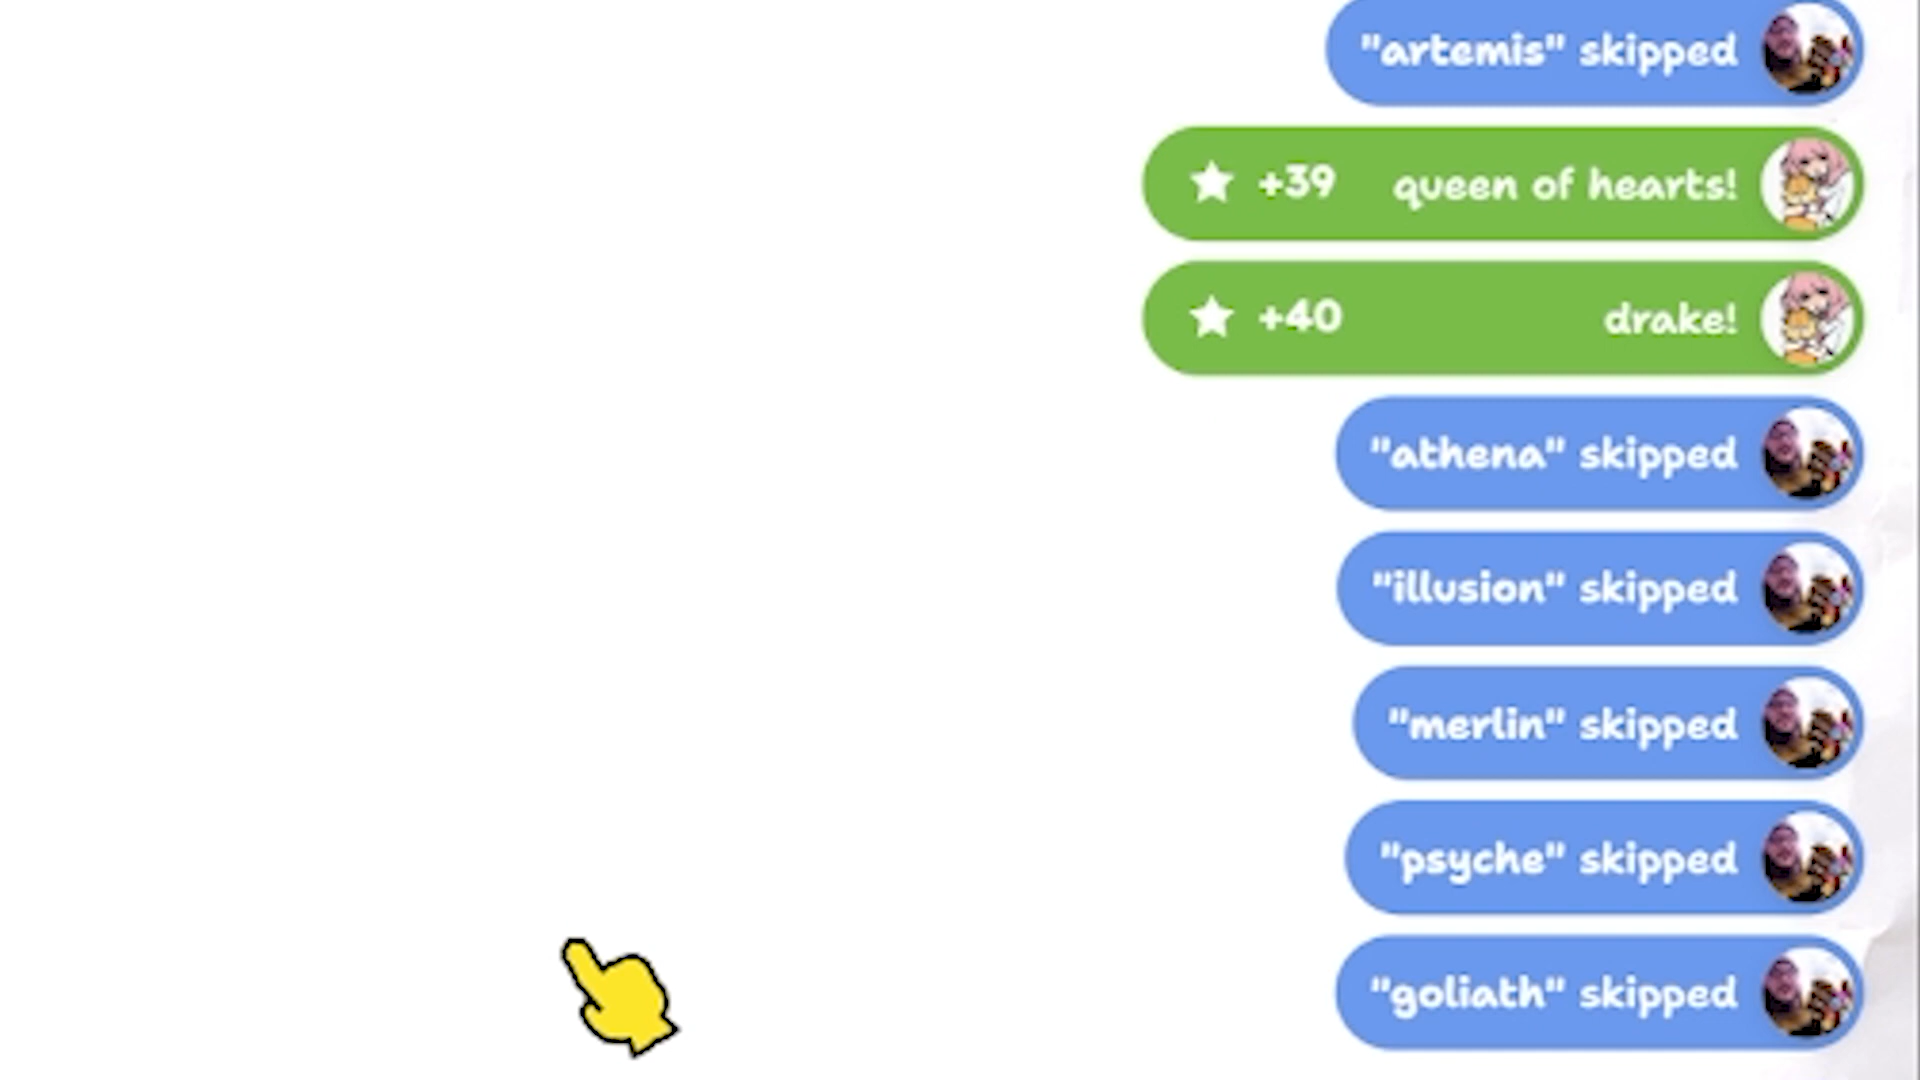 "artemis" skipped
+39 queen of hearts!
+40 drake!
"athena" skipped
"illusion" skipped
"merlin" skipped
"psyche" skipped
"goliath" skipped